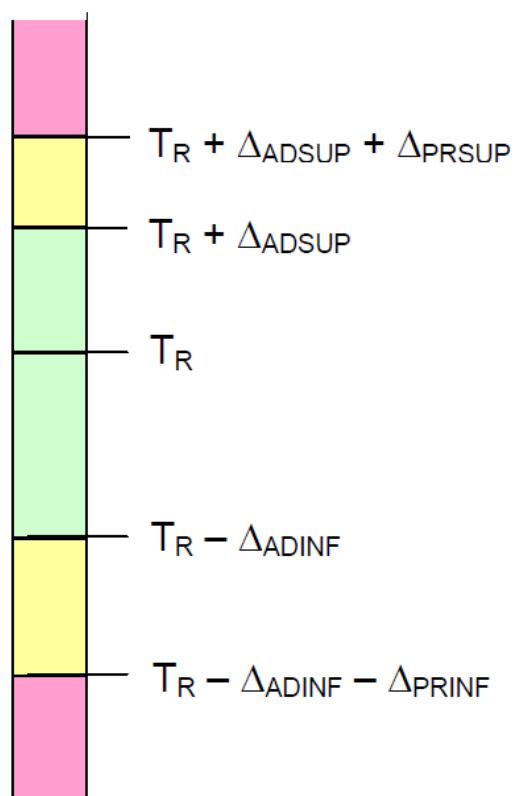 T_R + Δ_ADSUP + Δ_PRSUP
T_R + Δ_ADSUP
T_R
T_R – Δ_ADINF
T_R – Δ_ADINF – Δ_PRINF